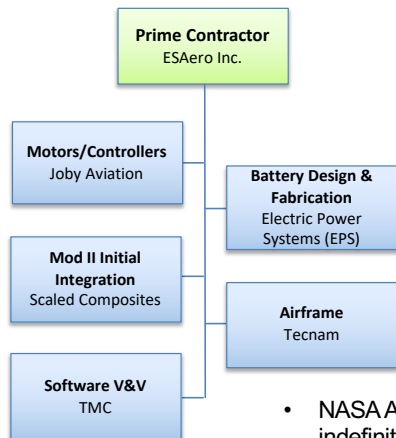 Prime Contractor
ESAero Inc.
Motors/Controllers
Joby Aviation
Battery Design &
Fabrication
Electric Power
Systems (EPS)
Mod II Initial
Integration
Scaled Composites
Airframe
Tecnam
Software V&V
TMC
• NASA A